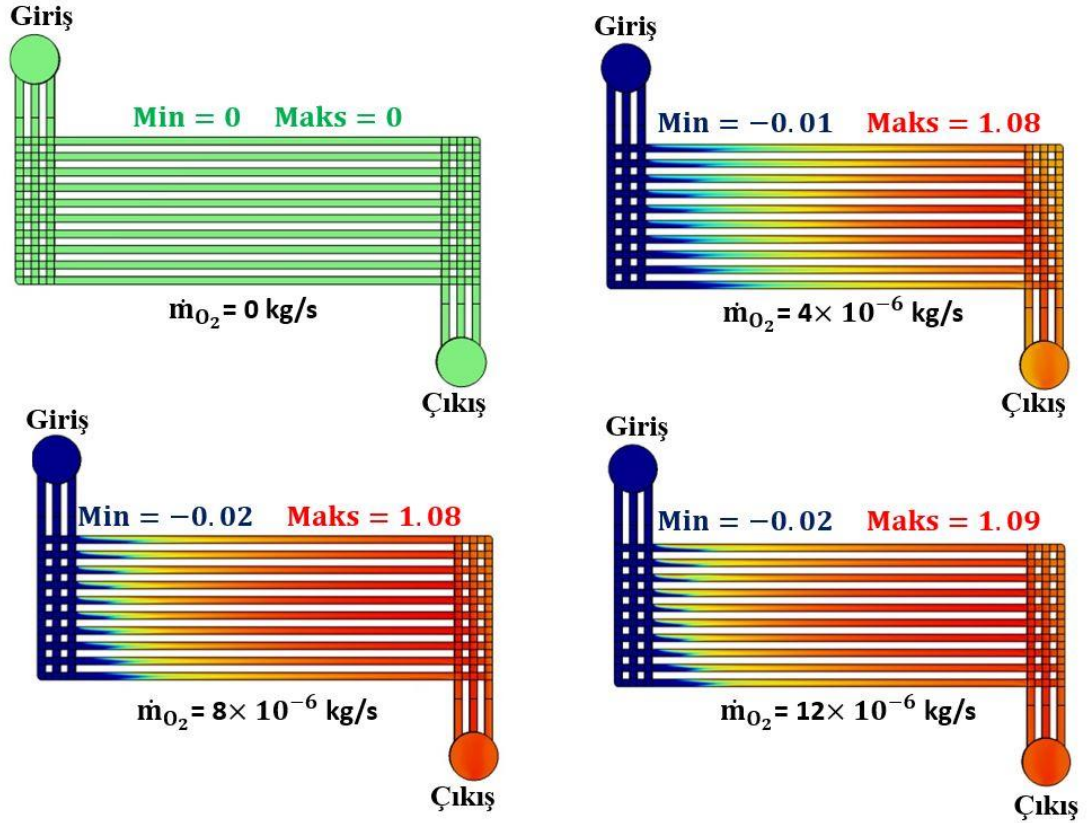 Giriş
Min = 0 Maks = 0
ṁO₂ = 0 kg/s
Çıkış
Giriş
Min = −0.01 Maks = 1.08
ṁO₂ = 4× 10⁻⁶ kg/s
Çıkış
Giriş
Min = −0.02 Maks = 1.08
ṁO₂ = 8× 10⁻⁶ kg/s
Çıkış
Giriş
Min = −0.02 Maks = 1.09
ṁO₂ = 12× 10⁻⁶ kg/s
Çıkış